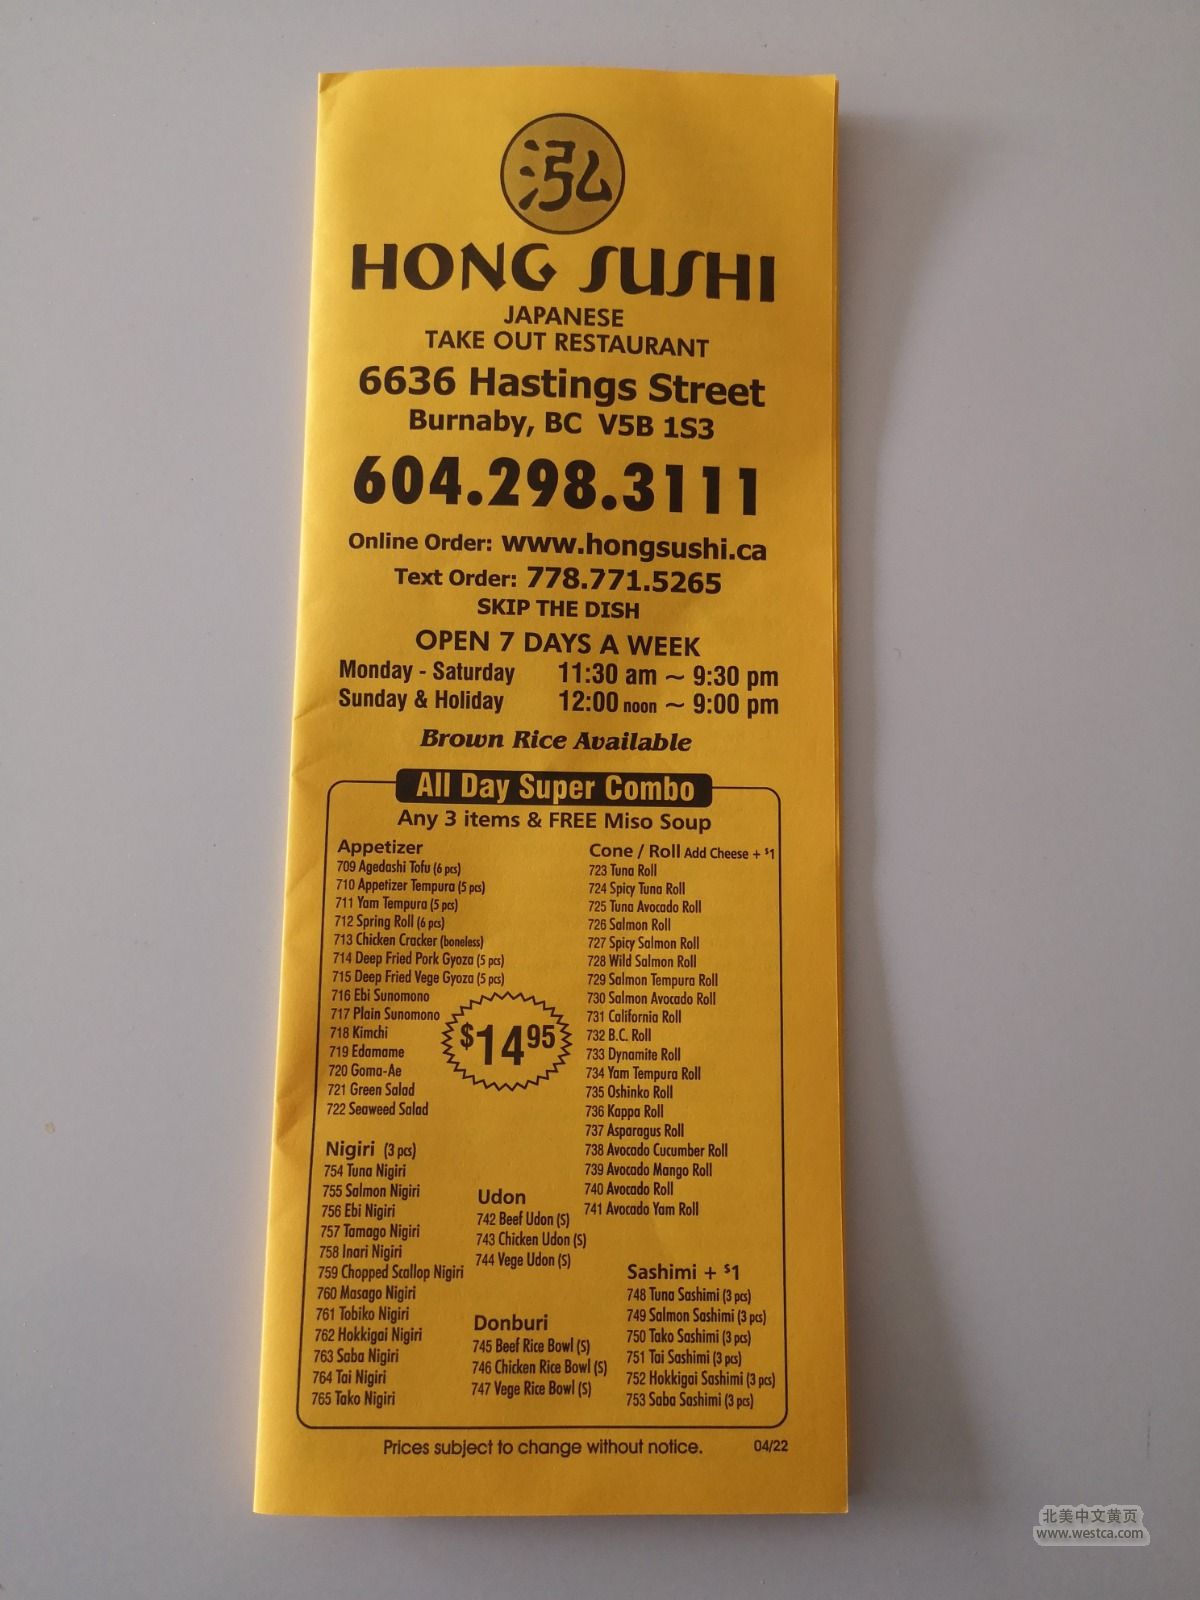 泓
HONG SUSHI
JAPANESE
TAKE OUT RESTAURANT
6636 Hastings Street
Burnaby, BC V5B 1S3
604.298.3111
Online Order: www.hongsushi.ca
Text Order: 778.771.5265
SKIP THE DISH
OPEN 7 DAYS A WEEK
Monday - Saturday 11:30 am ~ 9:30 pm
Sunday & Holiday 12:00 noon ~ 9:00 pm
Brown Rice Available
All Day Super Combo
Any 3 items & FREE Miso Soup
Appetizer
709 Agedashi Tofu (6 pcs)
710 Appetizer Tempura (5 pcs)
711 Yam Tempura (5 pcs)
712 Spring Roll (6 pcs)
713 Chicken Cracker (boneless)
714 Deep Fried Pork Gyoza (5 pcs)
715 Deep Fried Vege Gyoza (5 pcs)
716 Ebi Sunomono
717 Plain Sunomono
718 Kimchi
719 Edamame
720 Goma-Ae
721 Green Salad
722 Seaweed Salad
$14.95
Nigiri (3 pcs)
754 Tuna Nigiri
755 Salmon Nigiri
756 Ebi Nigiri
757 Tamago Nigiri
758 Inari Nigiri
759 Chopped Scallop Nigiri
760 Masago Nigiri
761 Tobiko Nigiri
762 Hokkigai Nigiri
763 Saba Nigiri
764 Tai Nigiri
765 Tako Nigiri
Udon
742 Beef Udon (S)
743 Chicken Udon (S)
744 Vege Udon (S)
Donburi
745 Beef Rice Bowl (S)
746 Chicken Rice Bowl (S)
747 Vege Rice Bowl (S)
Cone / Roll Add Cheese + $1
723 Tuna Roll
724 Spicy Tuna Roll
725 Tuna Avocado Roll
726 Salmon Roll
727 Spicy Salmon Roll
728 Wild Salmon Roll
729 Salmon Tempura Roll
730 Salmon Avocado Roll
731 California Roll
732 B.C. Roll
733 Dynamite Roll
734 Yam Tempura Roll
735 Oshinko Roll
736 Kappa Roll
737 Asparagus Roll
738 Avocado Cucumber Roll
739 Avocado Mango Roll
740 Avocado Roll
741 Avocado Yam Roll
Sashimi + $1
748 Tuna Sashimi (3 pcs)
749 Salmon Sashimi (3 pcs)
750 Tako Sashimi (3 pcs)
751 Tai Sashimi (3 pcs)
752 Hokkigai Sashimi (3 pcs)
753 Saba Sashimi (3 pcs)
Prices subject to change without notice. 04/22
北美中文黄页
www.westca.com